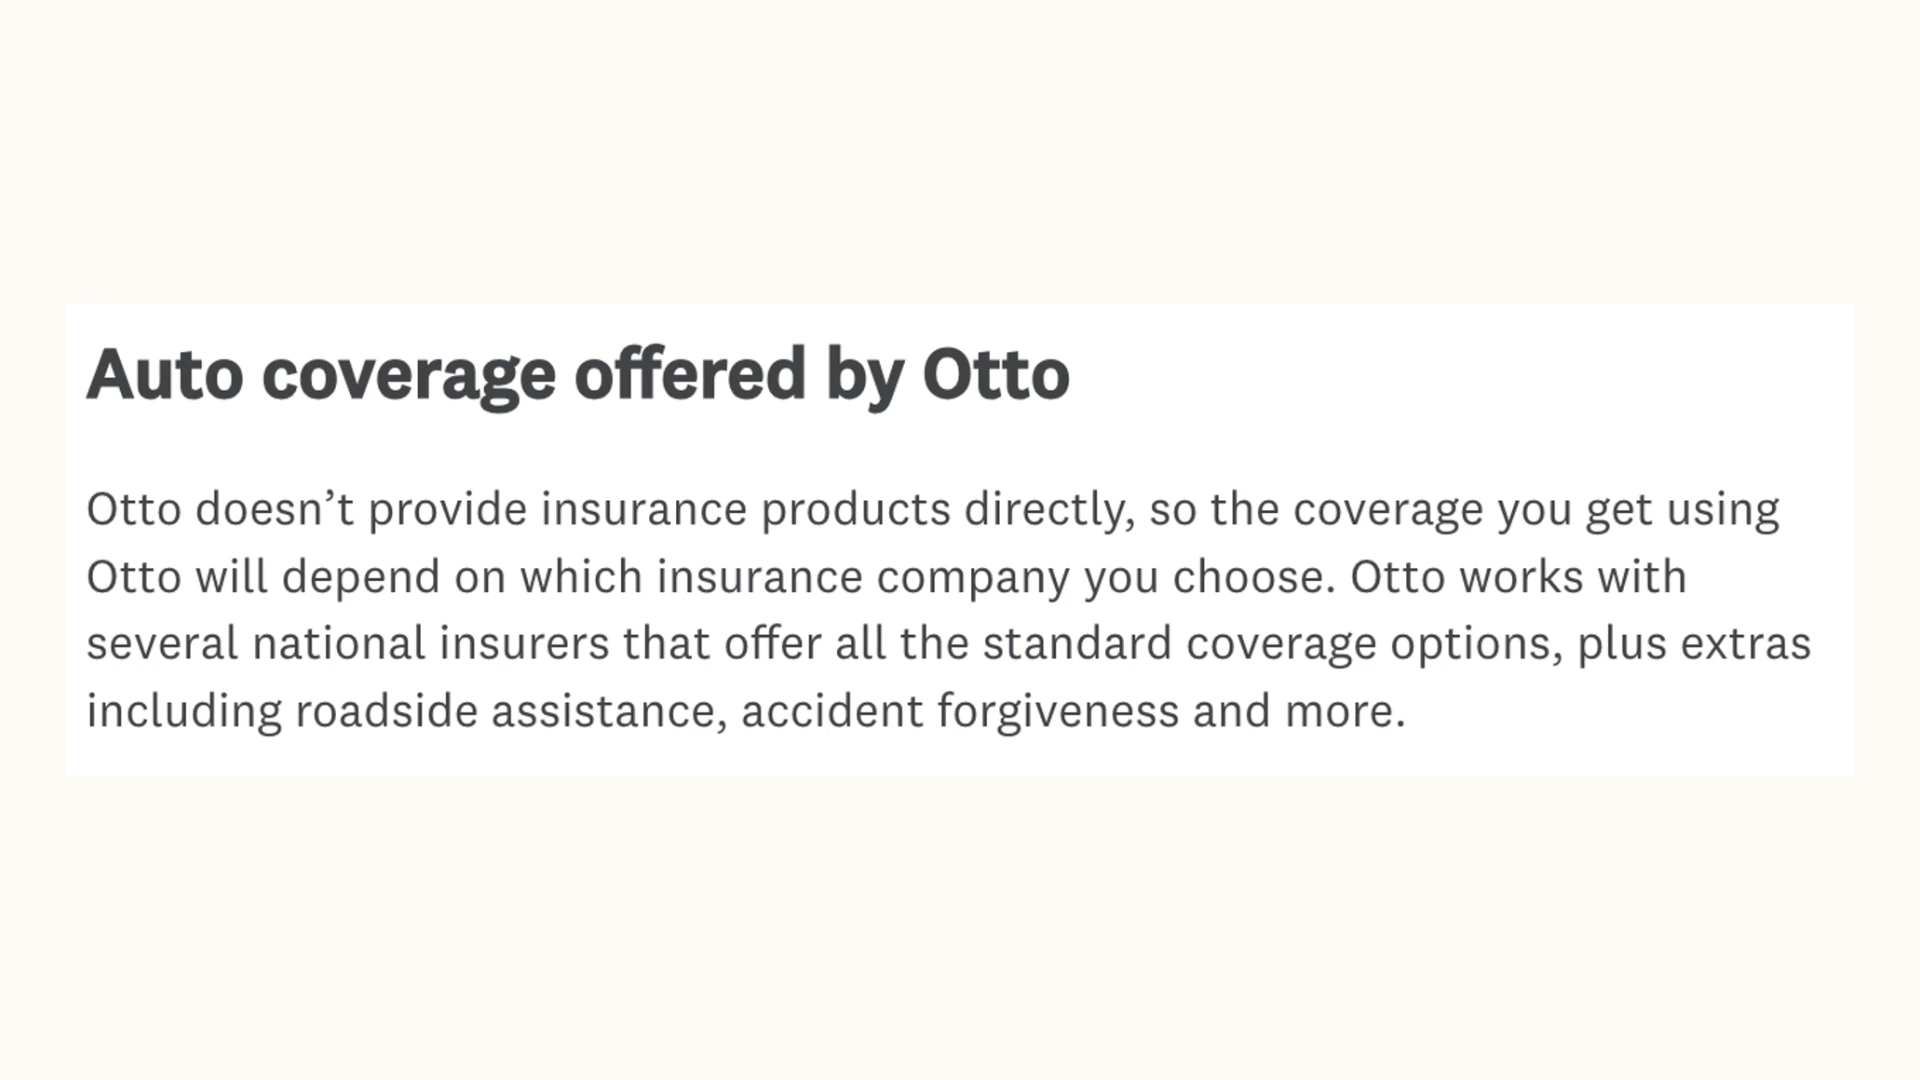 Auto coverage offered by Otto
Otto doesn’t provide insurance products directly, so the coverage you get using
Otto will depend on which insurance company you choose. Otto works with
several national insurers that offer all the standard coverage options, plus extras
including roadside assistance, accident forgiveness and more.